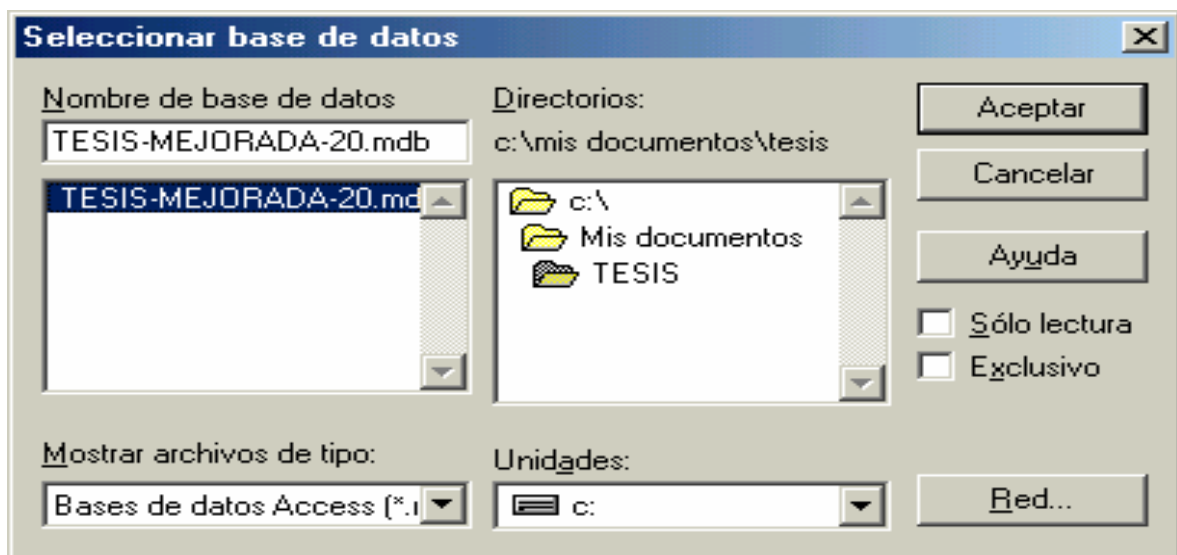 Seleccionar base de datos
Nombre de base de datos
TESIS-MEJORADA-20.mdb
TESIS-MEJORADA-20.md
Directorios:
c:\mis documentos\tesis
c:\
Mis documentos
TESIS
Aceptar
Cancelar
Ayuda
Sólo lectura
Exclusivo
Mostrar archivos de tipo:
Bases de datos Access (*.
Unidades:
c:
Red...